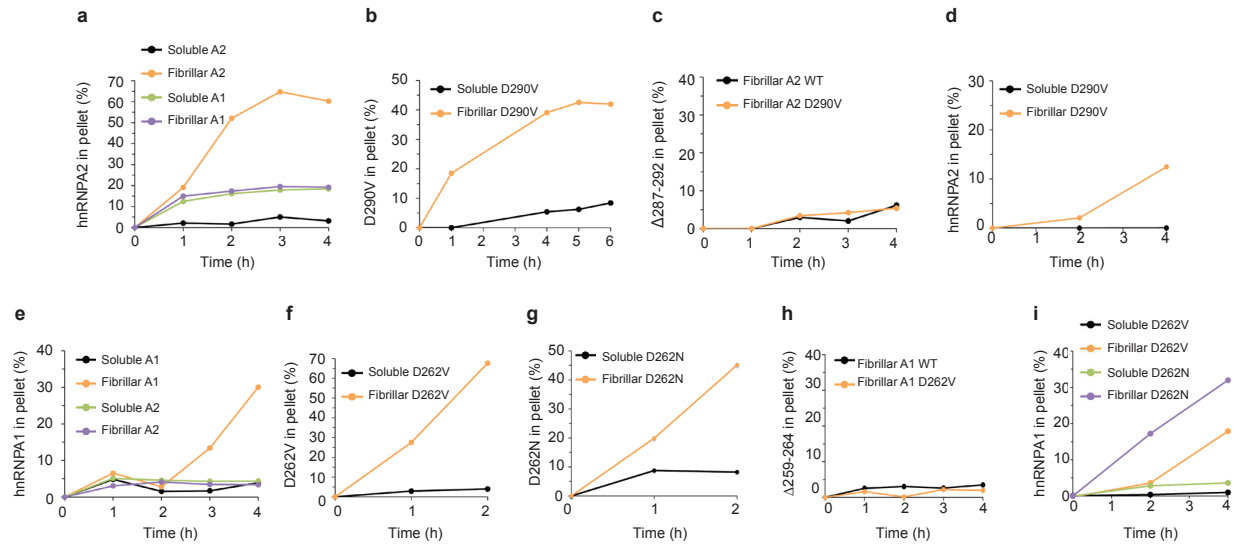 a
Soluble A2
Fibrillar A2
Soluble A1
Fibrillar A1
hnRNPA2 in pellet (%)
70
60
50
40
30
20
10
0
0 1 2 3 4
Time (h)
b
Soluble D290V
Fibrillar D290V
D290V in pellet (%)
50
40
30
20
10
0
0 1 2 3 4 5 6
Time (h)
c
Fibrillar A2 WT
Fibrillar A2 D290V
Δ287-292 in pellet (%)
40
30
20
10
0
0 1 2 3 4
Time (h)
d
Soluble D290V
Fibrillar D290V
hnRNPA2 in pellet (%)
30
20
10
0
0 1 2 3 4
Time (h)
e
Soluble A1
Fibrillar A1
Soluble A2
Fibrillar A2
hnRNPA1 in pellet (%)
40
30
20
10
0
0 1 2 3 4
Time (h)
f
Soluble D262V
Fibrillar D262V
D262V in pellet (%)
70
60
50
40
30
20
10
0
0 1 2
Time (h)
g
Soluble D262N
Fibrillar D262N
D262N in pellet (%)
50
40
30
20
10
0
0 1 2
Time (h)
h
Fibrillar A1 WT
Fibrillar A1 D262V
Δ259-264 in pellet (%)
40
30
20
10
0
0 1 2 3 4
Time (h)
i
Soluble D262V
Fibrillar D262V
Soluble D262N
Fibrillar D262N
hnRNPA1 in pellet (%)
40
30
20
10
0
0 1 2 3 4
Time (h)